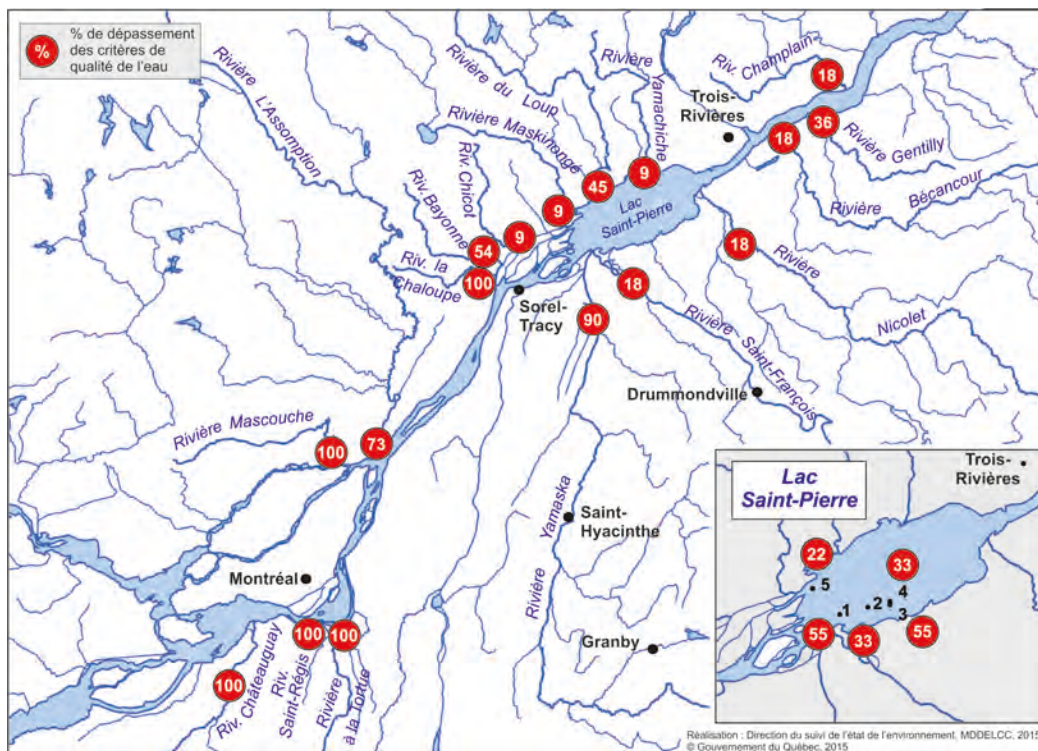 %
% de dépassement
des critères de
qualité de l'eau
Rivière L'Assomption
Rivière du Loup
Rivière Maskinongé
Rivière Yamachiche
Riv. Champlain
Trois-
Rivières
18
36
18
Rivière Gentilly
Rivière Bécancour
9
45
9
Lac
Saint-Pierre
Riv. Chicot
Riv. Bayonne
9
54
Riv. la
Chaloupe
100
Sorel-
Tracy
18
18
Rivière
Nicolet
90
Rivière Saint-François
Drummondville
Rivière Mascouche
100
73
Rivière Yamaska
Saint-
Hyacinthe
Montréal
Granby
100
100
100
Riv. Châteauguay
Riv.
Saint-Régis
Rivière
à la Tortue
Lac
Saint-Pierre
Trois-
Rivières
22
33
5
4
1
2
3
55
33
55
Réalisation : Direction du suivi de l'état de l'environnement, MDDELCC, 2015
© Gouvernement du Québec, 2015